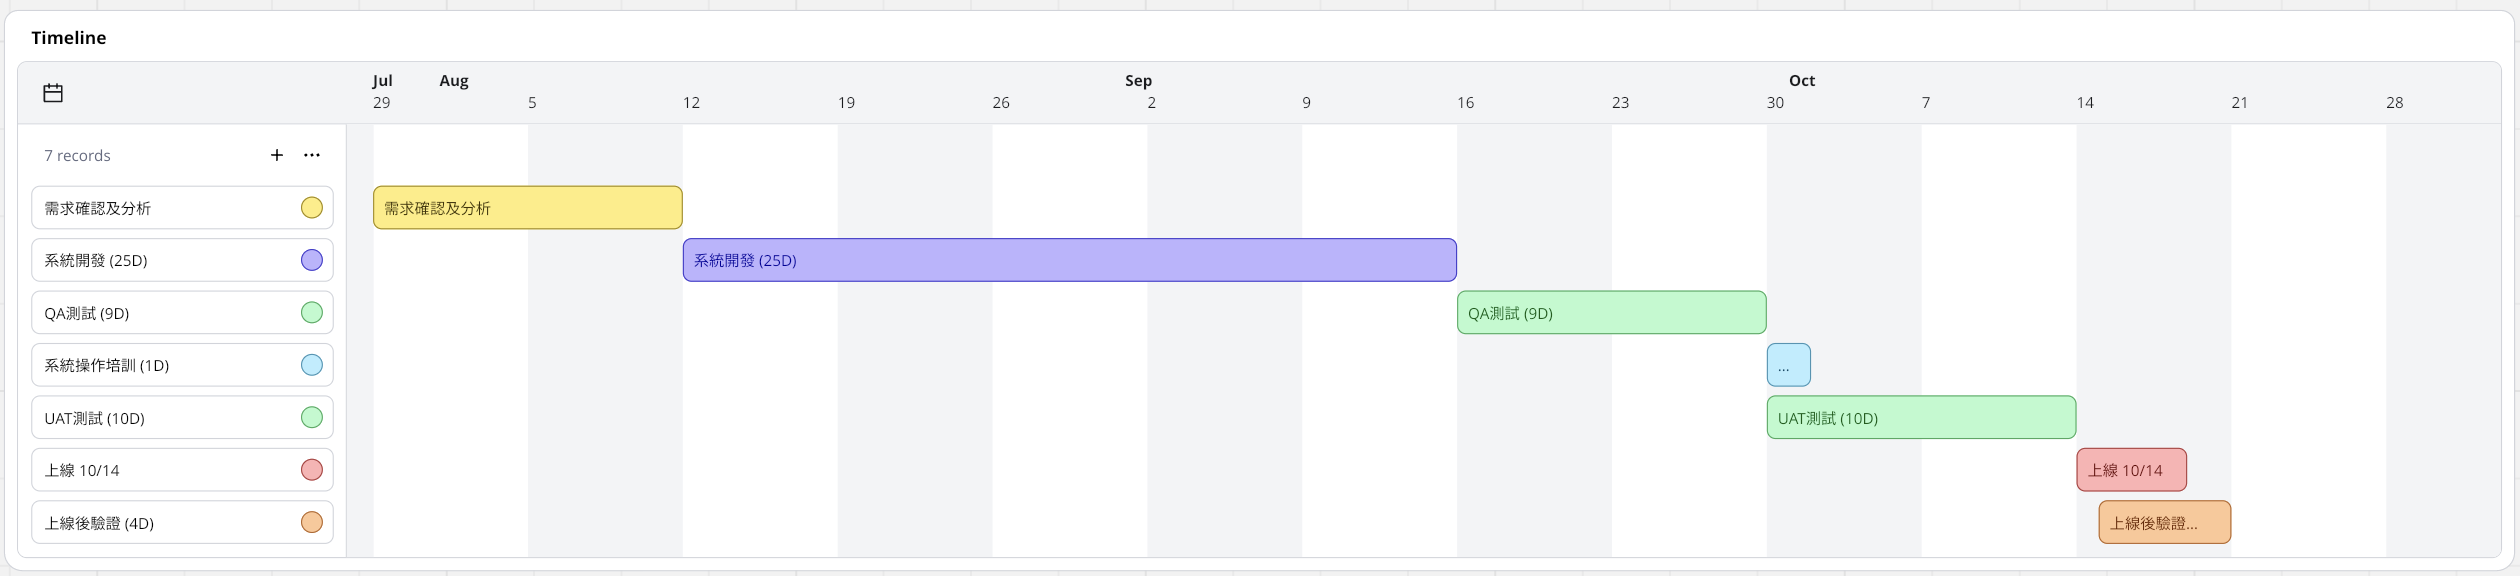 Timeline
Jul Aug Sep Oct
29 5 12 19 26 2 9 16 23 30 7 14 21 28
7 records + ...
需求確認及分析 需求確認及分析
系統開發 (25D) 系統開發 (25D)
QA測試 (9D) QA測試 (9D)
系統操作培訓 (1D) ...
UAT測試 (10D) UAT測試 (10D)
上線 10/14 上線 10/14
上線後驗證 (4D) 上線後驗證...